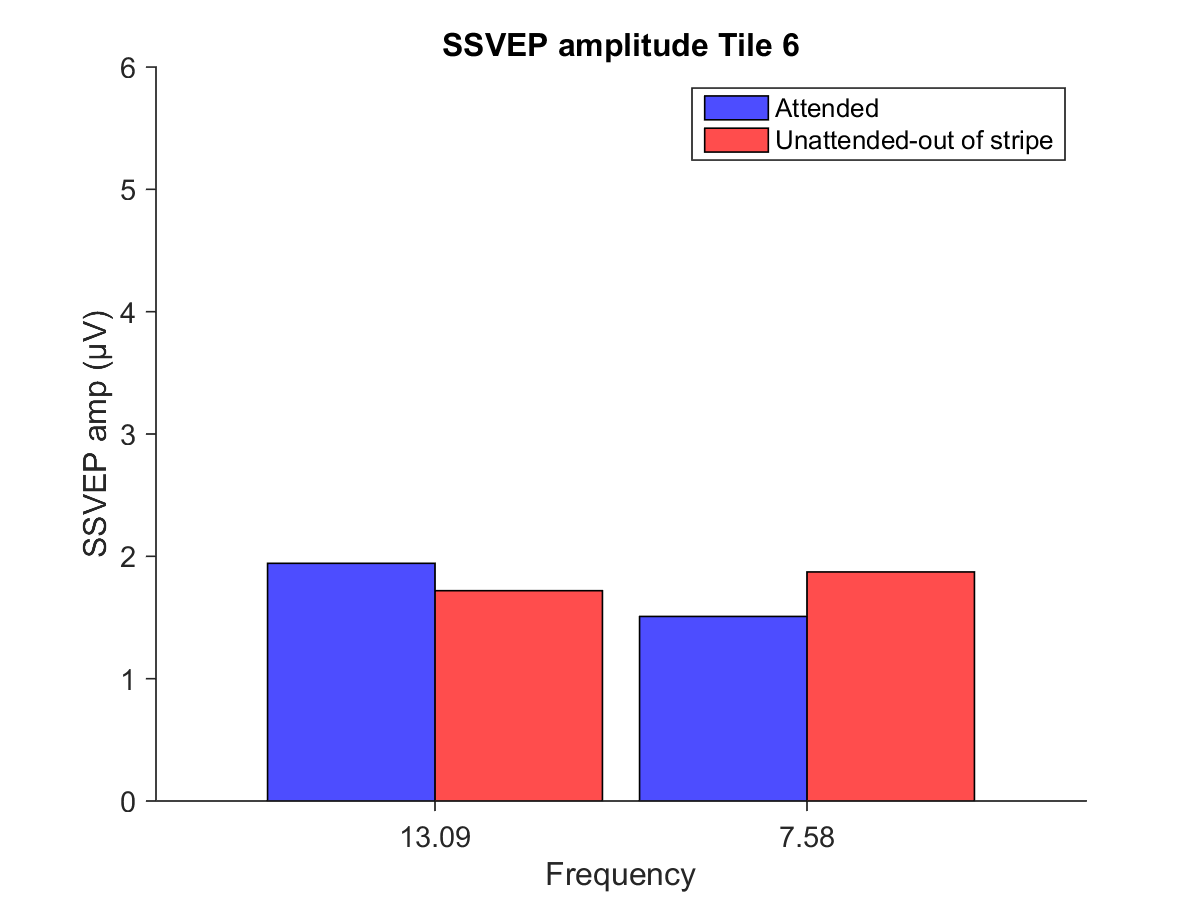 SSVEP amplitude Tile 6
Attended
Unattended-out of stripe
6
5
4
3
2
1
0
SSVEP amp (µV)
13.09 7.58
Frequency